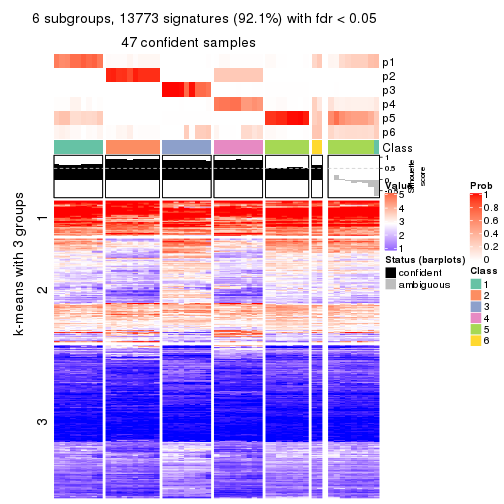 6 subgroups, 13773 signatures (92.1%) with fdr < 0.05
47 confident samples
p1
p2
p3
p4
p5
p6
Class
1
0.5
0
-0.5
Silhouette
score
k-means with 3 groups
1
2
3
Value
5
4
3
2
1
Status (barplots)
confident
ambiguous
Prob
1
0.8
0.6
0.4
0.2
0
Class
1
2
3
4
5
6